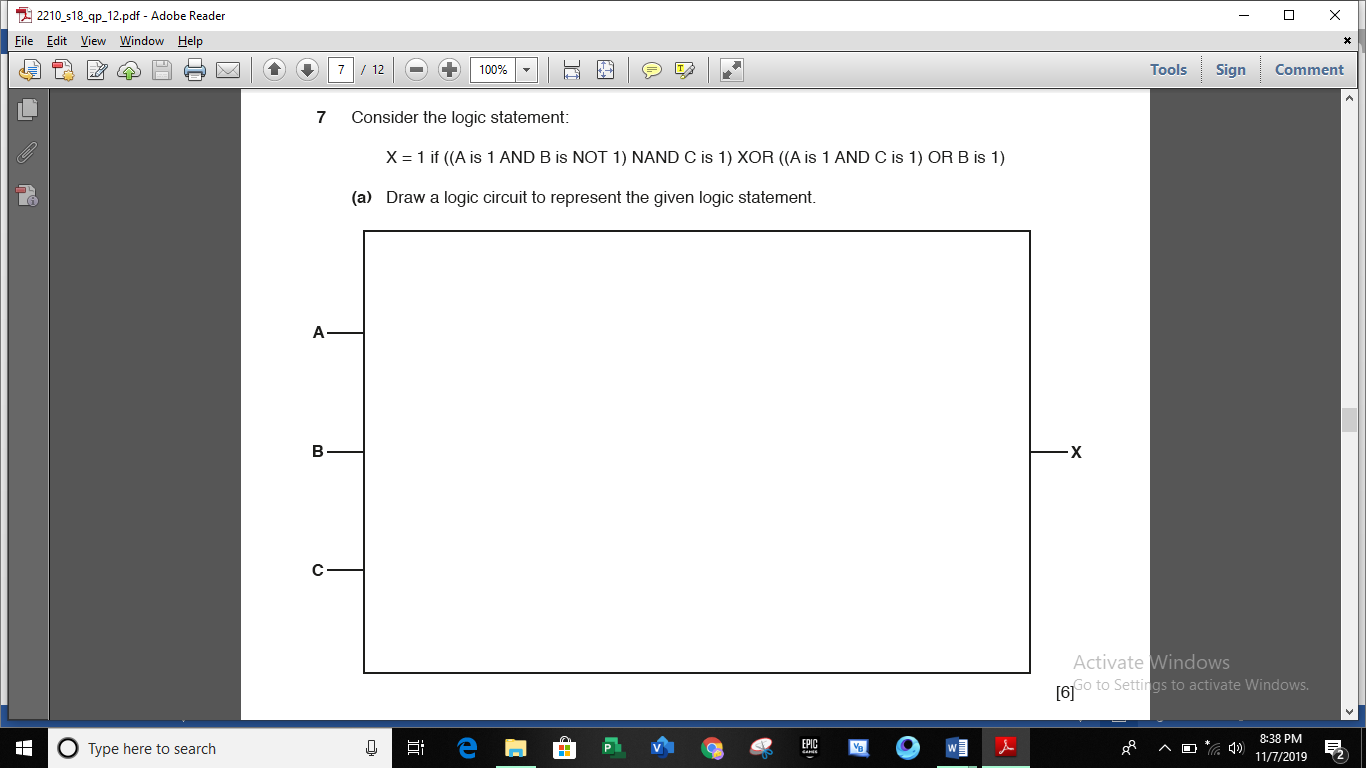 2210_s18_qp_12.pdf - Adobe Reader
File Edit View Window Help
7 / 12 100% Tools Sign Comment
7 Consider the logic statement:
X = 1 if ((A is 1 AND B is NOT 1) NAND C is 1) XOR ((A is 1 AND C is 1) OR B is 1)
(a) Draw a logic circuit to represent the given logic statement.
A
B
X
C
[6]
Activate Windows
Go to Settings to activate Windows.
Type here to search
EPIC GAMES
8:38 PM
11/7/2019
2